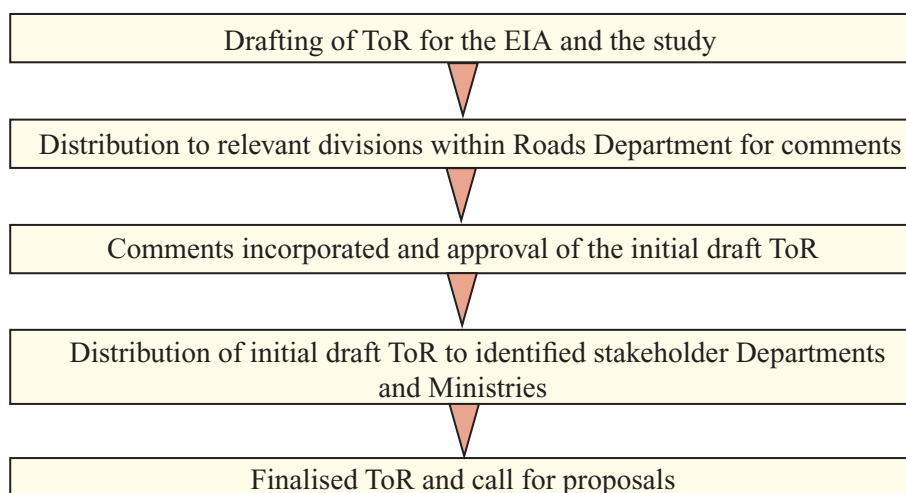 Drafting of ToR for the EIA and the study
Distribution to relevant divisions within Roads Department for comments
Comments incorporated and approval of the initial draft ToR
Distribution of initial draft ToR to identified stakeholder Departments
and Ministries
Finalised ToR and call for proposals